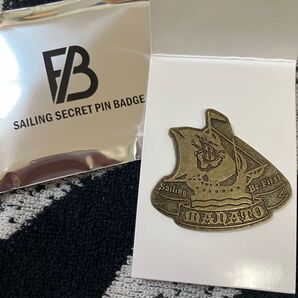 FB
SAILING SECRET PIN BADGE
Sailing Be:First
MANATO